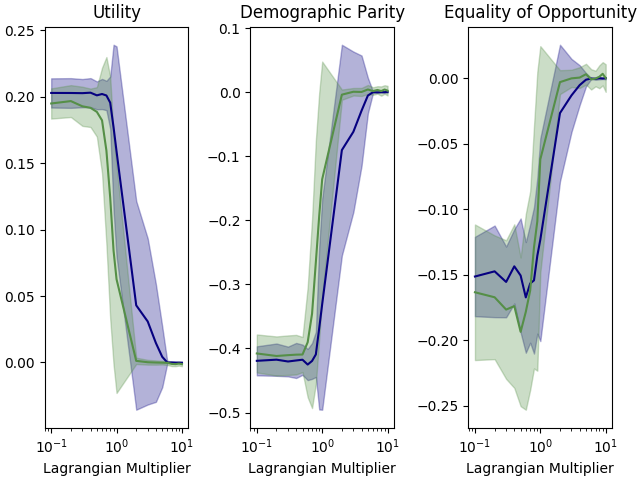 Utility
0.25
0.20
0.15
0.10
0.05
0.00
10⁻¹ 10⁰ 10¹
Lagrangian Multiplier
Demographic Parity
0.1
0.0
−0.1
−0.2
−0.3
−0.4
−0.5
10⁻¹ 10⁰ 10¹
Lagrangian Multiplier
Equality of Opportunity
0.00
−0.05
−0.10
−0.15
−0.20
−0.25
10⁻¹ 10⁰ 10¹
Lagrangian Multiplier